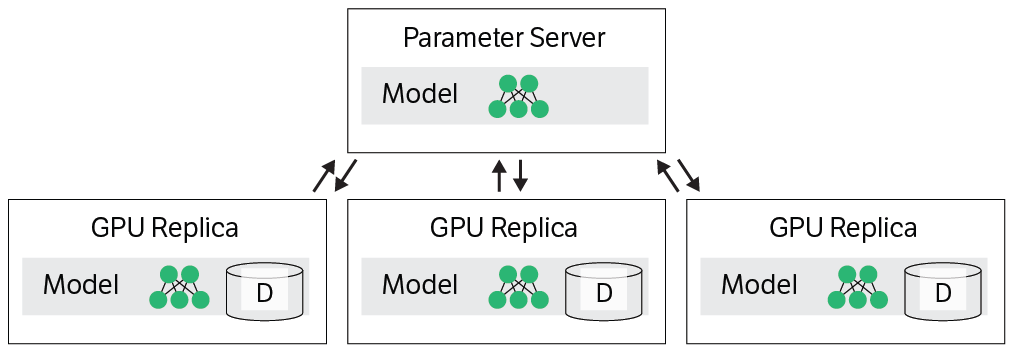 Parameter Server
Model
GPU Replica
GPU Replica
GPU Replica
Model
D
Model
D
Model
D